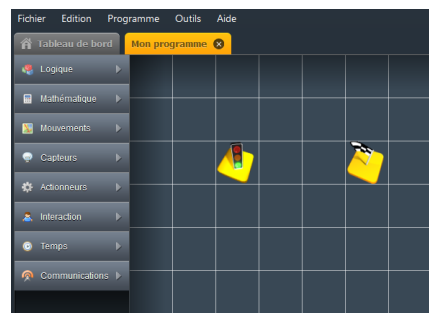 Fichier Edition Programme Outils Aide
Tableau de bord Mon programme
Logique
Mathématique
Mouvements
Capteurs
Actionneurs
Interaction
Temps
Communications